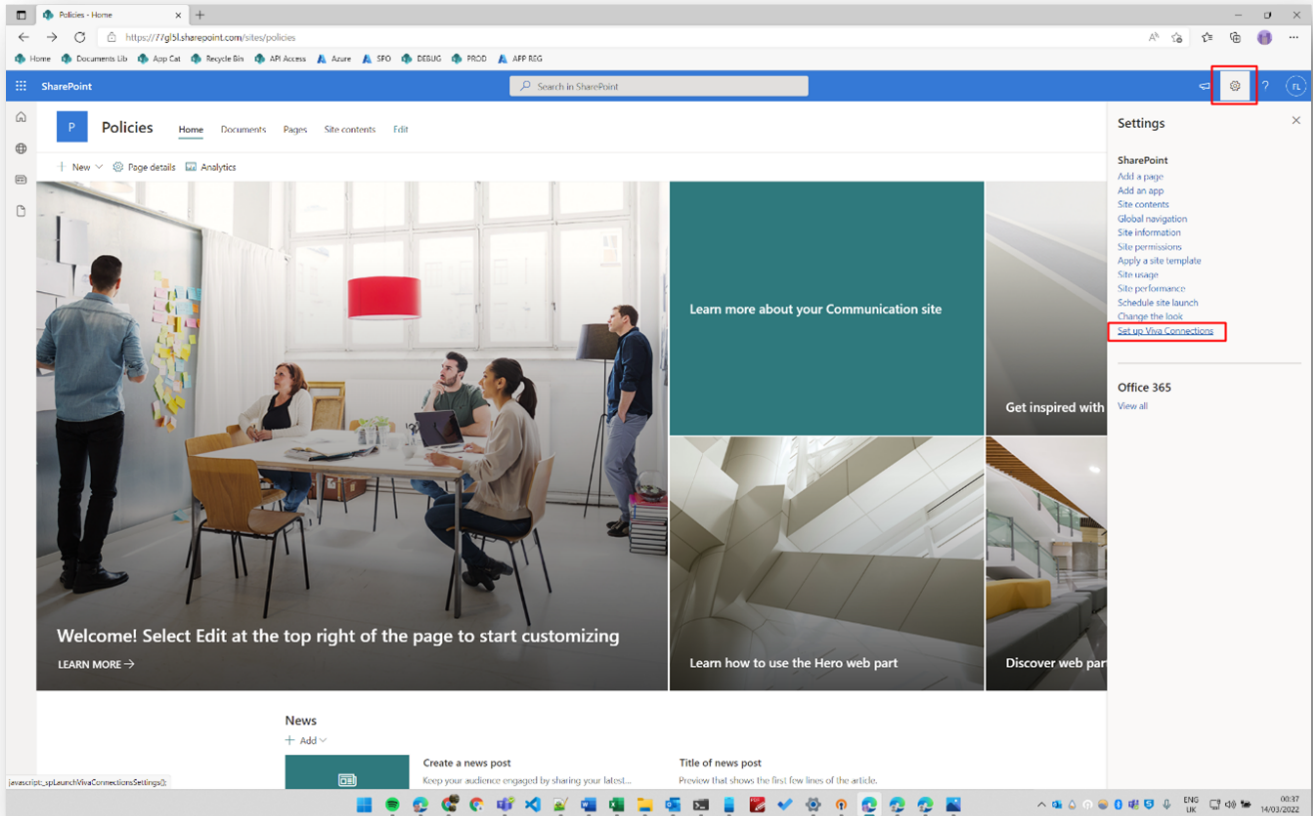 Policies - Home
https://77gl5l.sharepoint.com/sites/policies
Home Documents Lib App Cat Recycle Bin API Access Azure SPO DEBUG PROD APP REG
SharePoint
Search in SharePoint
? TL
P
Policies Home Documents Pages Site contents Edit
New Page details Analytics
Welcome! Select Edit at the top right of the page to start customizing
LEARN MORE
Learn more about your Communication site
Get inspired with
Learn how to use the Hero web part
Discover web par
Settings
SharePoint
Add a page
Add an app
Site contents
Global navigation
Site information
Site permissions
Apply a site template
Site usage
Site performance
Schedule site launch
Change the look
Set up Viva Connections
Office 365
View all
News
Add
Create a news post
Keep your audience engaged by sharing your latest...
Title of news post
Preview that shows the first few lines of the article.
javascript:_spLaunchVivaConnectionsSettings();
ENG
UK
00:37
14/03/2022